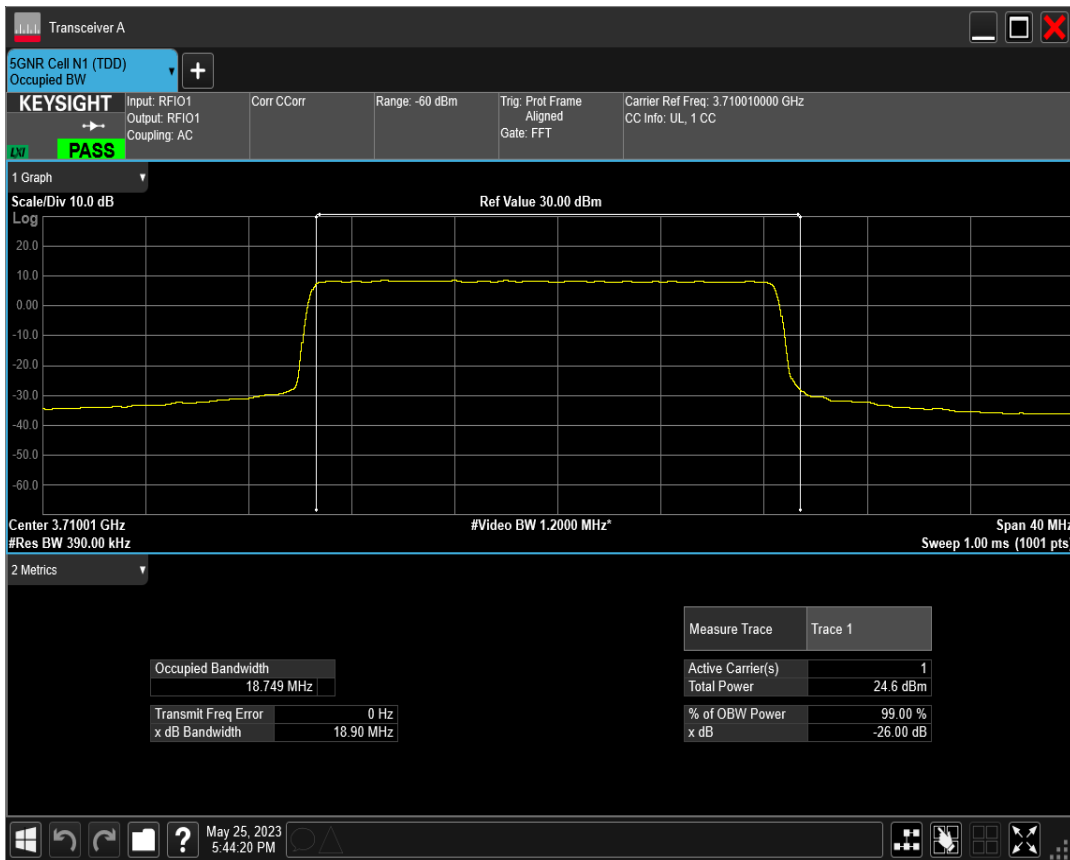 Transceiver A
5GNR Cell N1 (TDD)
Occupied BW
+
KEYSIGHT
LXI
PASS
Input: RFIO1
Output: RFIO1
Coupling: AC
Corr CCorr
Range: -60 dBm
Trig: Prot Frame
Aligned
Gate: FFT
Carrier Ref Freq: 3.710010000 GHz
CC Info: UL, 1 CC
1 Graph
Scale/Div 10.0 dB
Ref Value 30.00 dBm
Log
20.0
10.0
0.00
-10.0
-20.0
-30.0
-40.0
-50.0
-60.0
Center 3.71001 GHz
#Video BW 1.2000 MHz*
Span 40 MHz
#Res BW 390.00 kHz
Sweep 1.00 ms (1001 pts)
2 Metrics
Measure Trace Trace 1
Occupied Bandwidth
18.749 MHz
Active Carrier(s) 1
Total Power 24.6 dBm
Transmit Freq Error 0 Hz
x dB Bandwidth 18.90 MHz
% of OBW Power 99.00 %
x dB -26.00 dB
?
May 25, 2023
5:44:20 PM